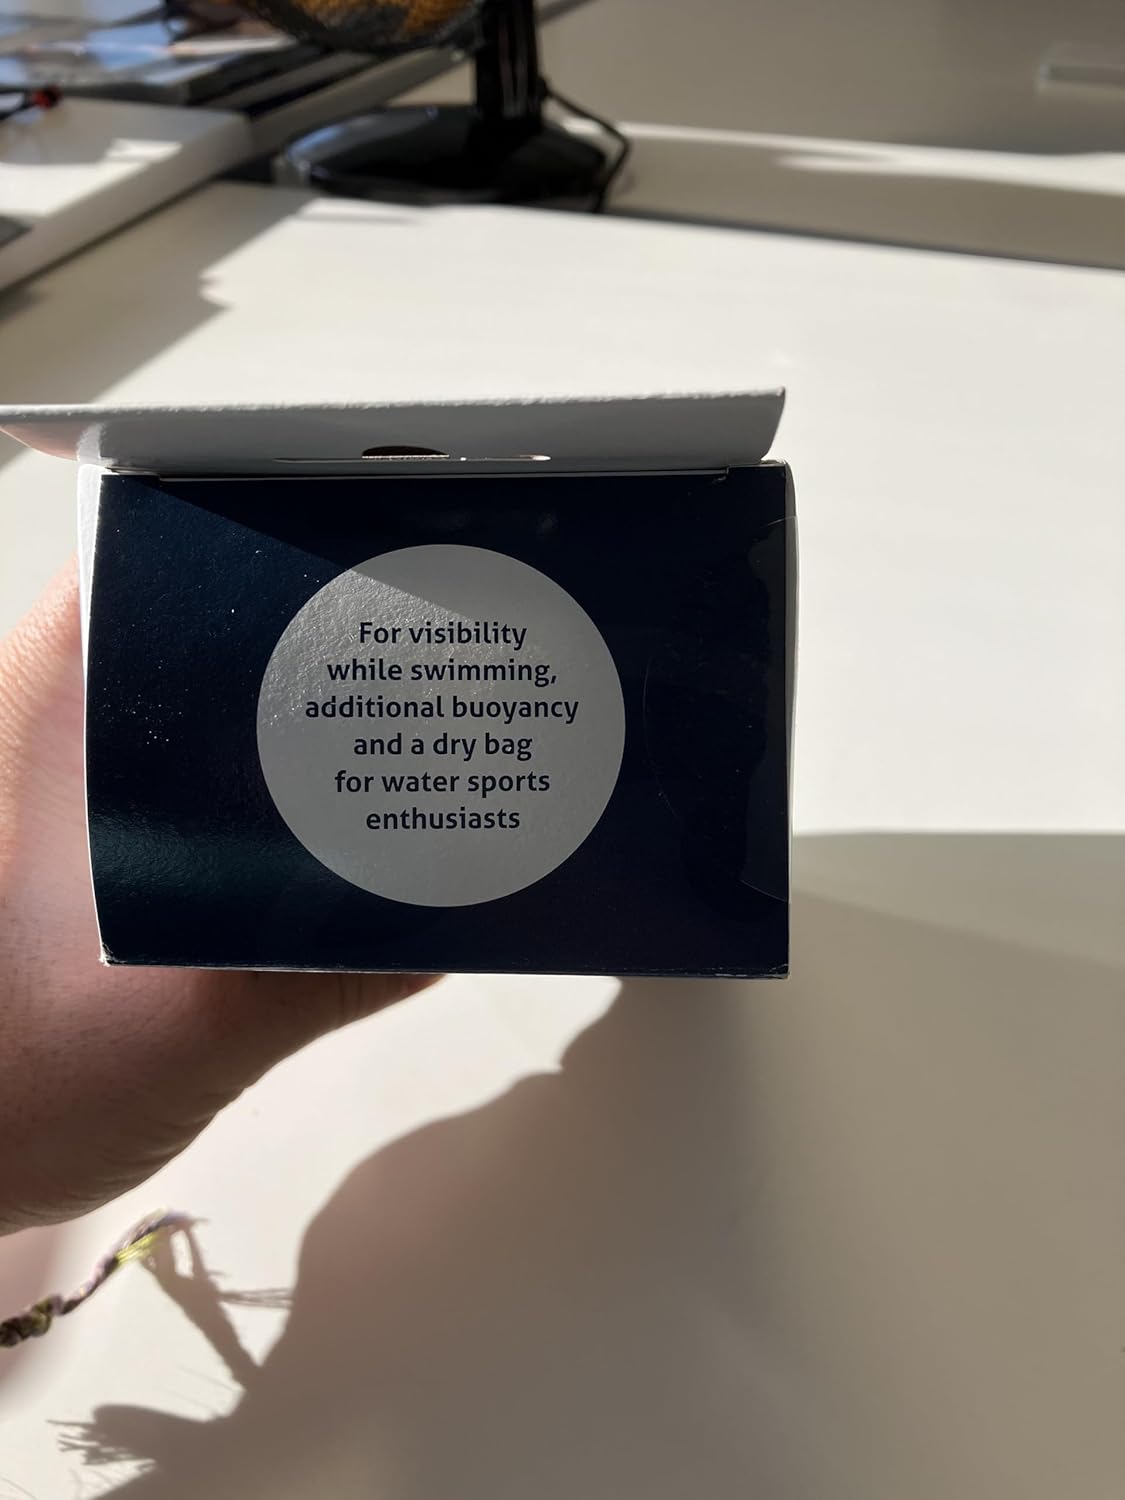 For visibility
while swimming,
additional buoyancy
and a dry bag
for water sports
enthusiasts